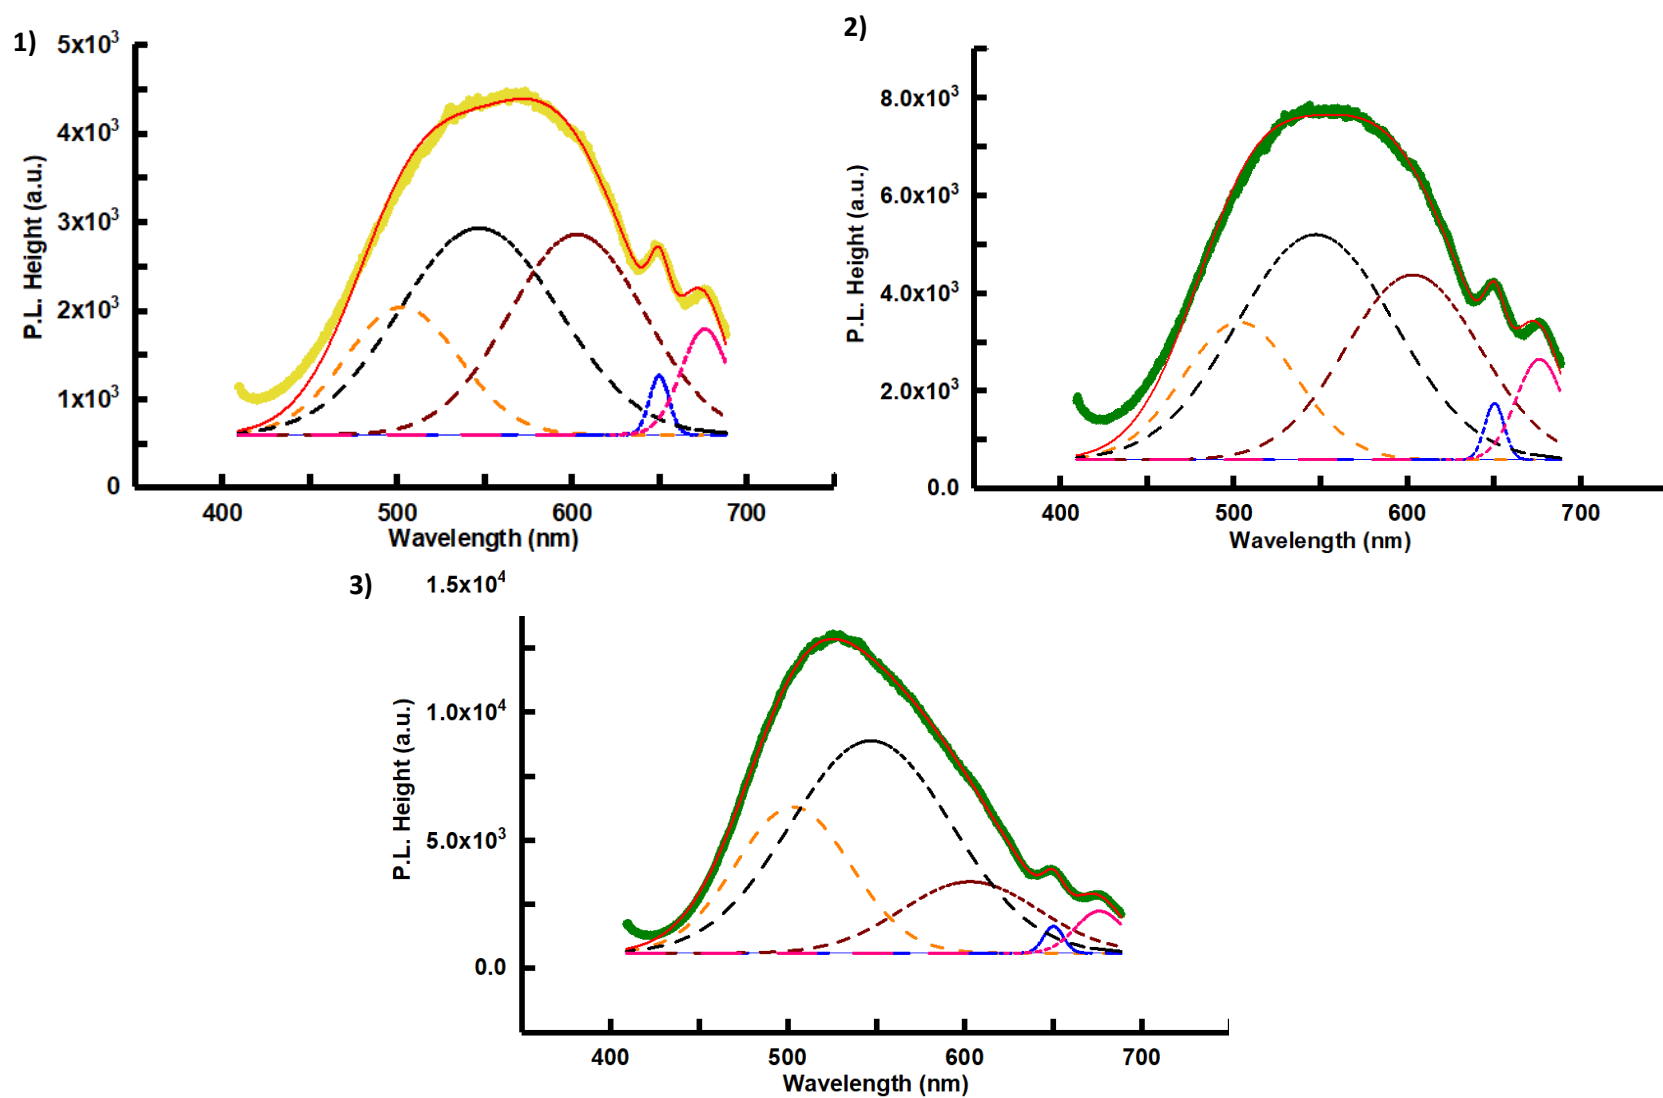 1)
5x10³
4x10³
3x10³
2x10³
1x10³
0
P.L. Height (a.u.)
400 500 600 700
Wavelength (nm)
2)
8.0x10³
6.0x10³
4.0x10³
2.0x10³
0.0
P.L. Height (a.u.)
400 500 600 700
Wavelength (nm)
3)
1.5x10⁴
1.0x10⁴
5.0x10³
0.0
P.L. Height (a.u.)
400 500 600 700
Wavelength (nm)